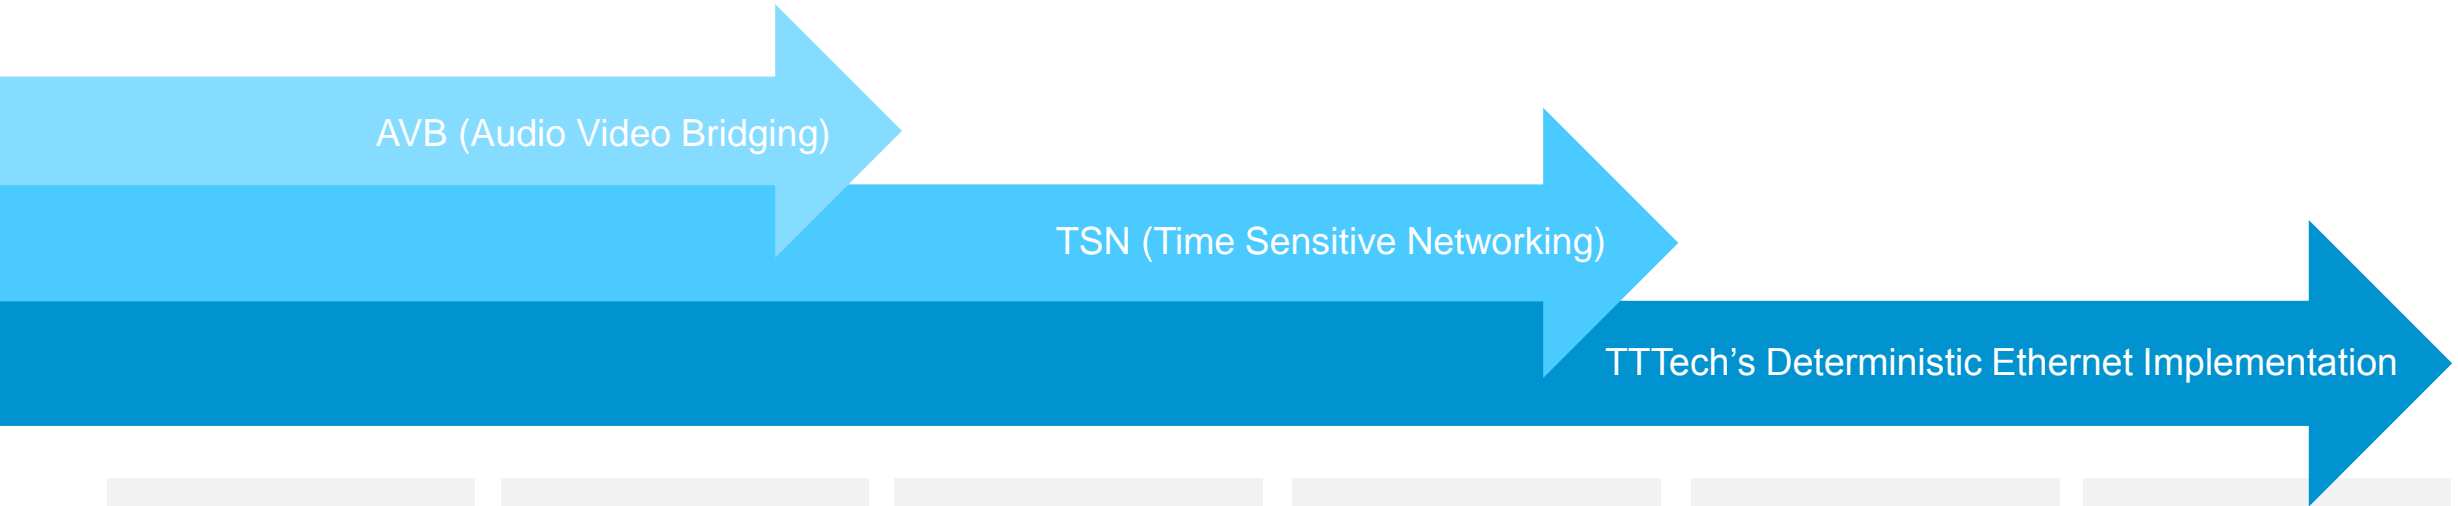 AVB (Audio Video Bridging)
TSN (Time Sensitive Networking)
TTTech’s Deterministic Ethernet Implementation